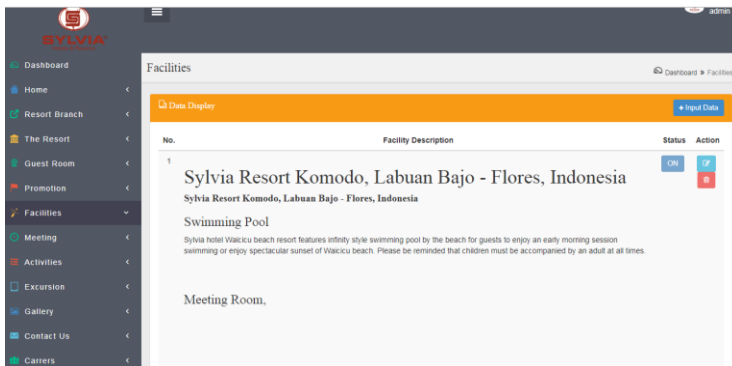 SYLVIA
admin
Dashboard
Home
Resort Branch
The Resort
Guest Room
Promotion
Facilities
Meeting
Activities
Excursion
Gallery
Contact Us
Carrers
Facilities
Dashboard » Facilities
Data Display
+ Input Data
No. Facility Description Status Action
1
Sylvia Resort Komodo, Labuan Bajo - Flores, Indonesia
ON
Sylvia Resort Komodo, Labuan Bajo - Flores, Indonesia
Swimming Pool
Sylvia hotel Waicicu beach resort features infinity style swimming pool by the beach for guests to enjoy an early morning session
swimming or enjoy spectacular sunset of Waicicu beach. Please be reminded that children must be accompanied by an adult at all times.
Meeting Room,